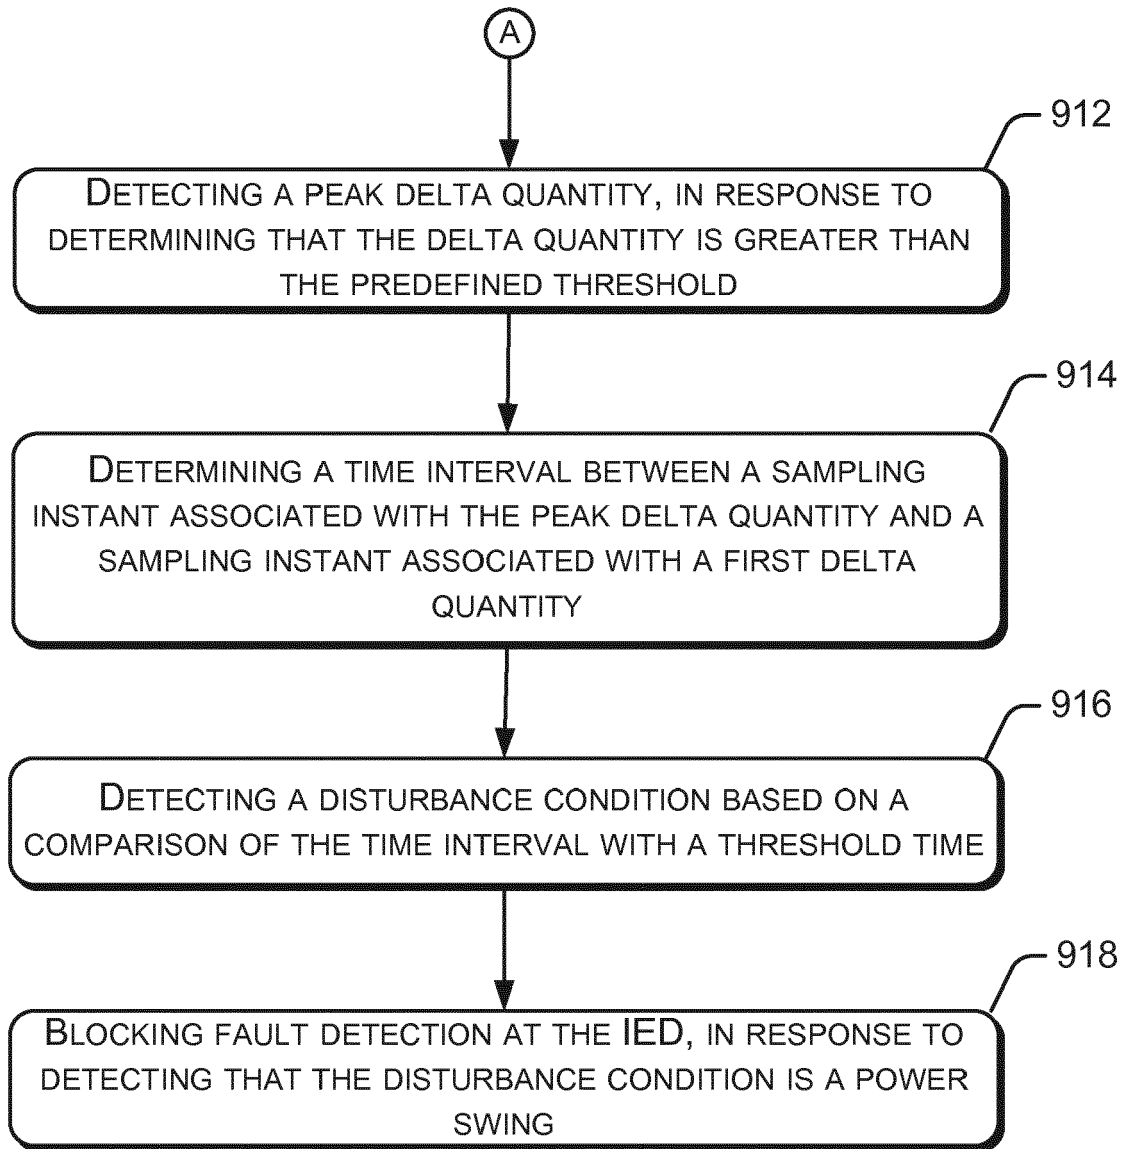 A
912
DETECTING A PEAK DELTA QUANTITY, IN RESPONSE TO
DETERMINING THAT THE DELTA QUANTITY IS GREATER THAN
THE PREDEFINED THRESHOLD
914
DETERMINING A TIME INTERVAL BETWEEN A SAMPLING
INSTANT ASSOCIATED WITH THE PEAK DELTA QUANTITY AND A
SAMPLING INSTANT ASSOCIATED WITH A FIRST DELTA
QUANTITY
916
DETECTING A DISTURBANCE CONDITION BASED ON A
COMPARISON OF THE TIME INTERVAL WITH A THRESHOLD TIME
918
BLOCKING FAULT DETECTION AT THE IED, IN RESPONSE TO
DETECTING THAT THE DISTURBANCE CONDITION IS A POWER
SWING